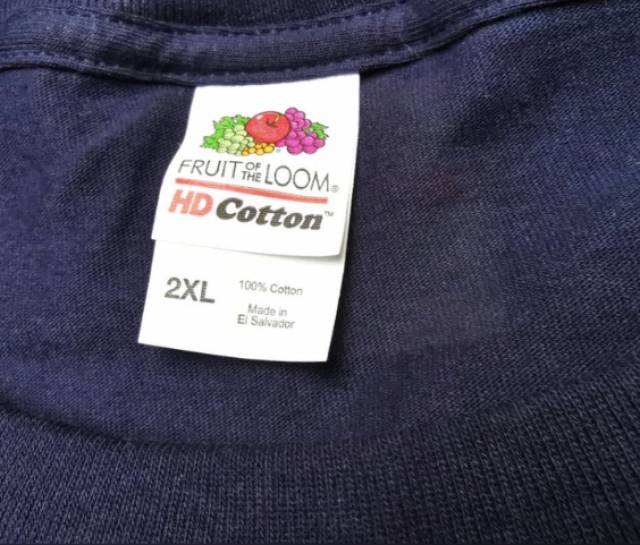 FRUIT OF THE LOOM®
HD Cotton™
2XL
100% Cotton
Made in
El Salvador